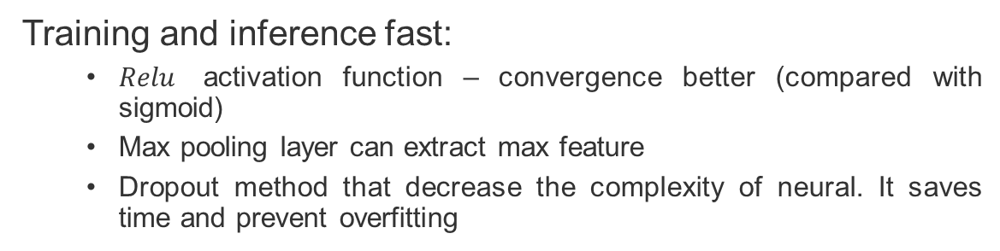 Training and inference fast:
• Relu activation function – convergence better (compared with
sigmoid)
• Max pooling layer can extract max feature
• Dropout method that decrease the complexity of neural. It saves
time and prevent overfitting